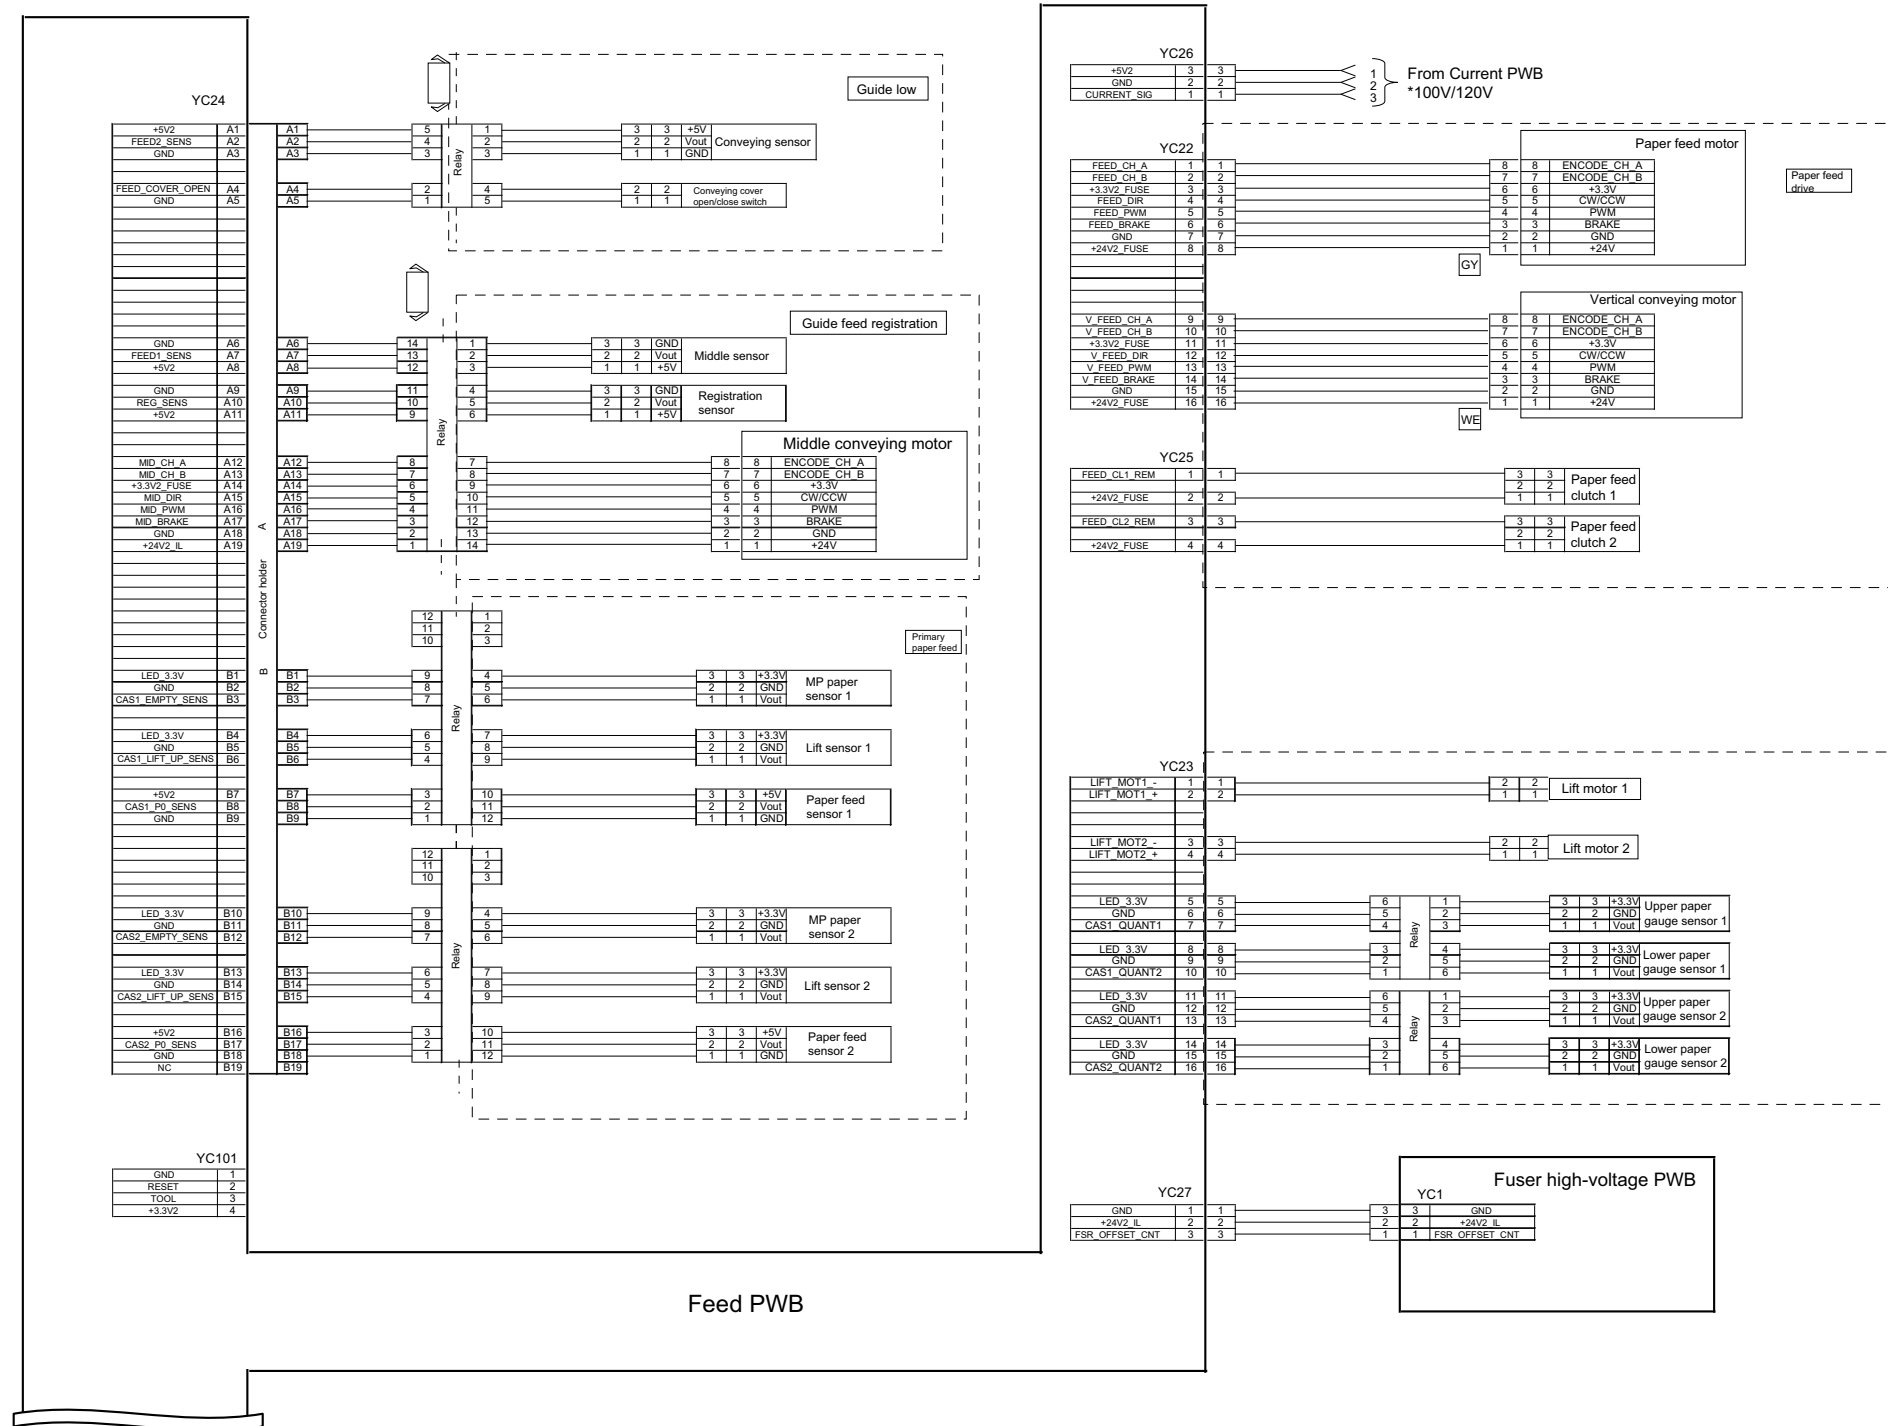 YC24
+5V2 A1 A1 5 1 3 3 +5V
FEED2_SENS A2 A2 4 2 2 2 Vout Conveying sensor
GND A3 A3 3 3 1 1 GND
Relay
FEED_COVER_OPEN A4 A4 2 4 2 2 Conveying cover
GND A5 A5 1 5 1 1 open/close switch
Guide low
Guide feed registration
GND A6 A6 14 1 3 3 GND
FEED1_SENS A7 A7 13 2 2 2 Vout Middle sensor
+5V2 A8 A8 12 3 1 1 +5V
GND A9 A9 11 4 3 3 GND Registration
REG_SENS A10 A10 10 5 2 2 Vout sensor
+5V2 A11 A11 9 6 1 1 +5V
Relay
Middle conveying motor
MID_CH_A A12 A12 8 7 8 8 ENCODE_CH_A
MID_CH_B A13 A13 7 8 7 7 ENCODE_CH_B
+3.3V2_FUSE A14 A14 6 9 6 6 +3.3V
MID_DIR A15 A15 5 10 5 5 CW/CCW
MID_PWM A16 A16 4 11 4 4 PWM
MID_BRAKE A17 A17 3 12 3 3 BRAKE
GND A18 A18 2 13 2 2 GND
+24V2_IL A19 A19 1 14 1 1 +24V
B Connector holder A
12 1
11 2
10 3
Primary
paper feed
LED_3.3V B1 B1 9 4 3 3 +3.3V MP paper
GND B2 B2 8 5 2 2 GND sensor 1
CAS1_EMPTY_SENS B3 B3 7 6 1 1 Vout
Relay
LED_3.3V B4 B4 6 7 3 3 +3.3V
GND B5 B5 5 8 2 2 GND Lift sensor 1
CAS1_LIFT_UP_SENS B6 B6 4 9 1 1 Vout
+5V2 B7 B7 3 10 3 3 +5V Paper feed
CAS1_P0_SENS B8 B8 2 11 2 2 Vout sensor 1
GND B9 B9 1 12 1 1 GND
12 1
11 2
10 3
LED_3.3V B10 B10 9 4 3 3 +3.3V MP paper
GND B11 B11 8 5 2 2 GND sensor 2
CAS2_EMPTY_SENS B12 B12 7 6 1 1 Vout
Relay
LED_3.3V B13 B13 6 7 3 3 +3.3V
GND B14 B14 5 8 2 2 GND Lift sensor 2
CAS2_LIFT_UP_SENS B15 B15 4 9 1 1 Vout
+5V2 B16 B16 3 10 3 3 +5V Paper feed
CAS2_P0_SENS B17 B17 2 11 2 2 Vout sensor 2
GND B18 B18 1 12 1 1 GND
NC B19 B19
YC101
GND 1
RESET 2
TOOL 3
+3.3V2 4
Feed PWB
YC26
+5V2 3 3 1 From Current PWB
GND 2 2 2 *100V/120V
CURRENT_SIG 1 1 3
YC22
Paper feed motor
Paper feed
drive
FEED_CH_A 1 1 8 8 ENCODE_CH_A
FEED_CH_B 2 2 7 7 ENCODE_CH_B
+3.3V2_FUSE 3 3 6 6 +3.3V
FEED_DIR 4 4 5 5 CW/CCW
FEED_PWM 5 5 4 4 PWM
FEED_BRAKE 6 6 3 3 BRAKE
GND 7 7 2 2 GND
+24V2_FUSE 8 8 1 1 +24V
GY
Vertical conveying motor
V_FEED_CH_A 9 9 8 8 ENCODE_CH_A
V_FEED_CH_B 10 10 7 7 ENCODE_CH_B
+3.3V2_FUSE 11 11 6 6 +3.3V
V_FEED_DIR 12 12 5 5 CW/CCW
V_FEED_PWM 13 13 4 4 PWM
V_FEED_BRAKE 14 14 3 3 BRAKE
GND 15 15 2 2 GND
+24V2_FUSE 16 16 1 1 +24V
WE
YC25
FEED_CL1_REM 1 1 3 3 Paper feed
2 2
+24V2_FUSE 2 2 1 1 clutch 1
FEED_CL2_REM 3 3 3 3 Paper feed
2 2
+24V2_FUSE 4 4 1 1 clutch 2
YC23
LIFT_MOT1_- 1 1 2 2 Lift motor 1
LIFT_MOT1_+ 2 2 1 1
LIFT_MOT2_- 3 3 2 2 Lift motor 2
LIFT_MOT2_+ 4 4 1 1
LED_3.3V 5 5 6 1 3 3 +3.3V Upper paper
GND 6 6 5 2 2 2 GND gauge sensor 1
CAS1_QUANT1 7 7 4 3 1 1 Vout
Relay
LED_3.3V 8 8 3 4 3 3 +3.3V Lower paper
GND 9 9 2 5 2 2 GND gauge sensor 1
CAS1_QUANT2 10 10 1 6 1 1 Vout
LED_3.3V 11 11 6 1 3 3 +3.3V Upper paper
GND 12 12 5 2 2 2 GND gauge sensor 2
CAS2_QUANT1 13 13 4 3 1 1 Vout
Relay
LED_3.3V 14 14 3 4 3 3 +3.3V Lower paper
GND 15 15 2 5 2 2 GND gauge sensor 2
CAS2_QUANT2 16 16 1 6 1 1 Vout
Fuser high-voltage PWB
YC27
YC1
GND 1 1 3 3 GND
+24V2_IL 2 2 2 2 +24V2_IL
FSR_OFFSET_CNT 3 3 1 1 FSR_OFFSET_CNT